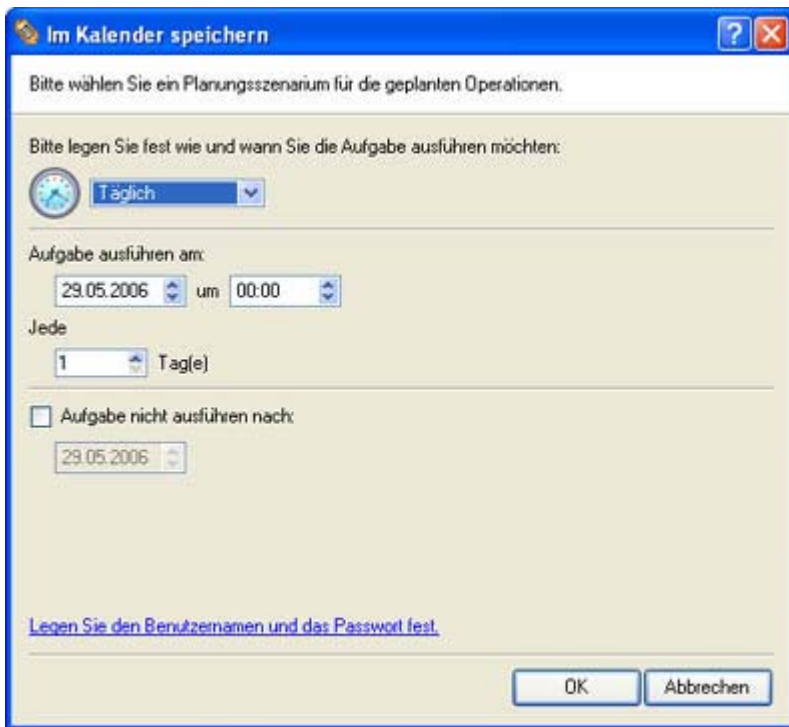 Im Kalender speichern
Bitte wählen Sie ein Planungsszenarium für die geplanten Operationen.
Bitte legen Sie fest wie und wann Sie die Aufgabe ausführen möchten:
Täglich
Aufgabe ausführen am:
29.05.2006 um 00:00
Jede
1 Tag(e)
Aufgabe nicht ausführen nach:
29.05.2006
Legen Sie den Benutzernamen und das Passwort fest.
OK Abbrechen